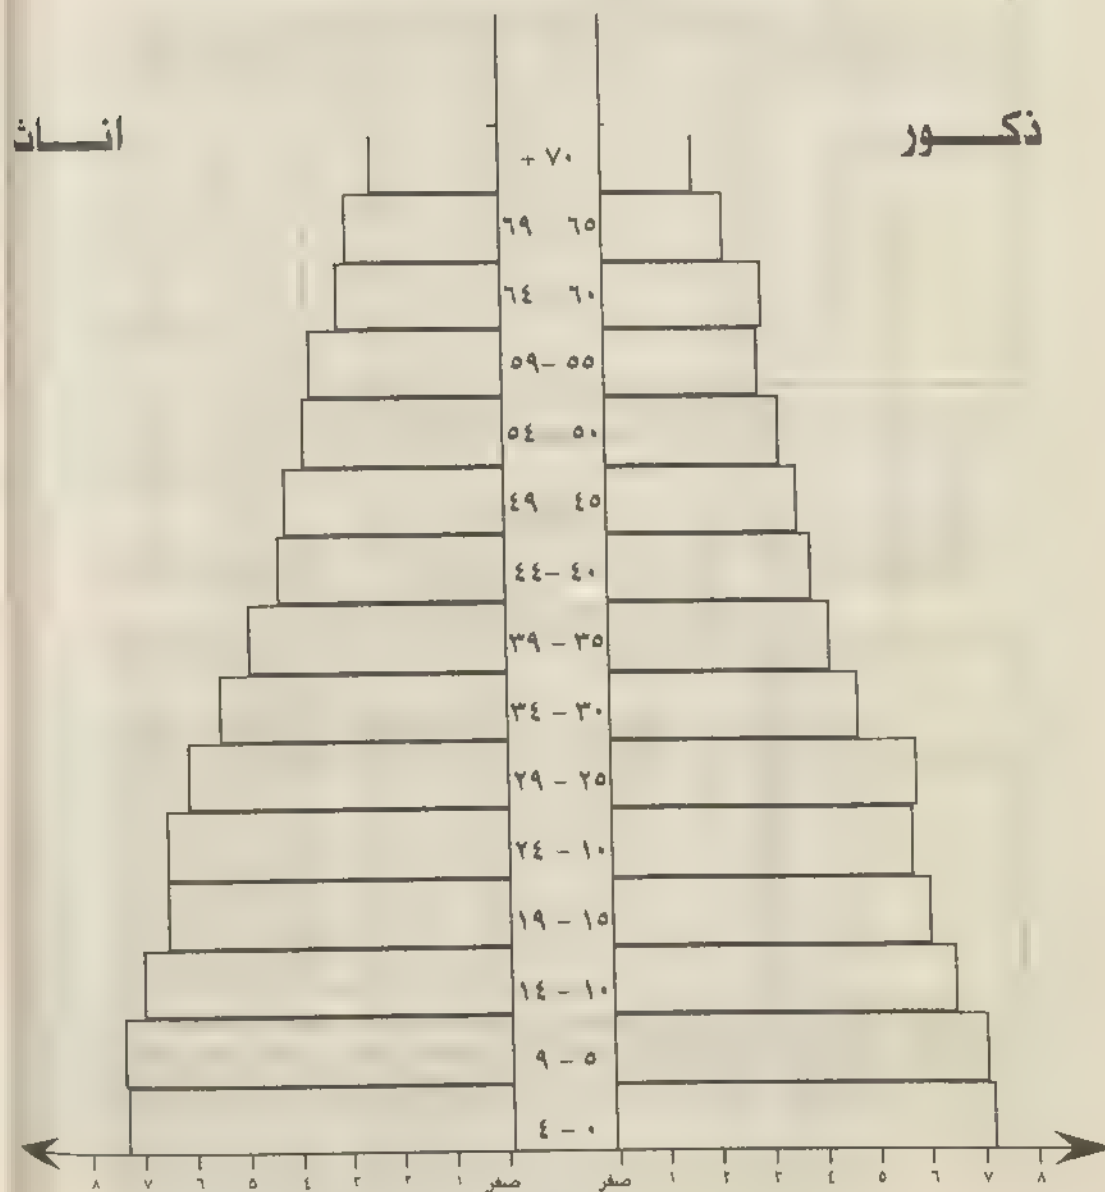 ذكور
اناث
+ ٧٠
٦٥ ٦٩
٦٠ ٦٤
٥٥ – ٥٩
٥٠ ٥٤
٤٥ ٤٩
٤٠ – ٤٤
٣٥ – ٣٩
٣٠ – ٣٤
٢٥ – ٢٩
١٠ – ٢٤
١٥ – ١٩
١٠ – ١٤
٥ – ٩
٠ – ٤
٨ ٧ ٦ ٥ ٤ ٣ ٢ ١ صفر صفر ١ ٢ ٣ ٤ ٥ ٦ ٧ ٨